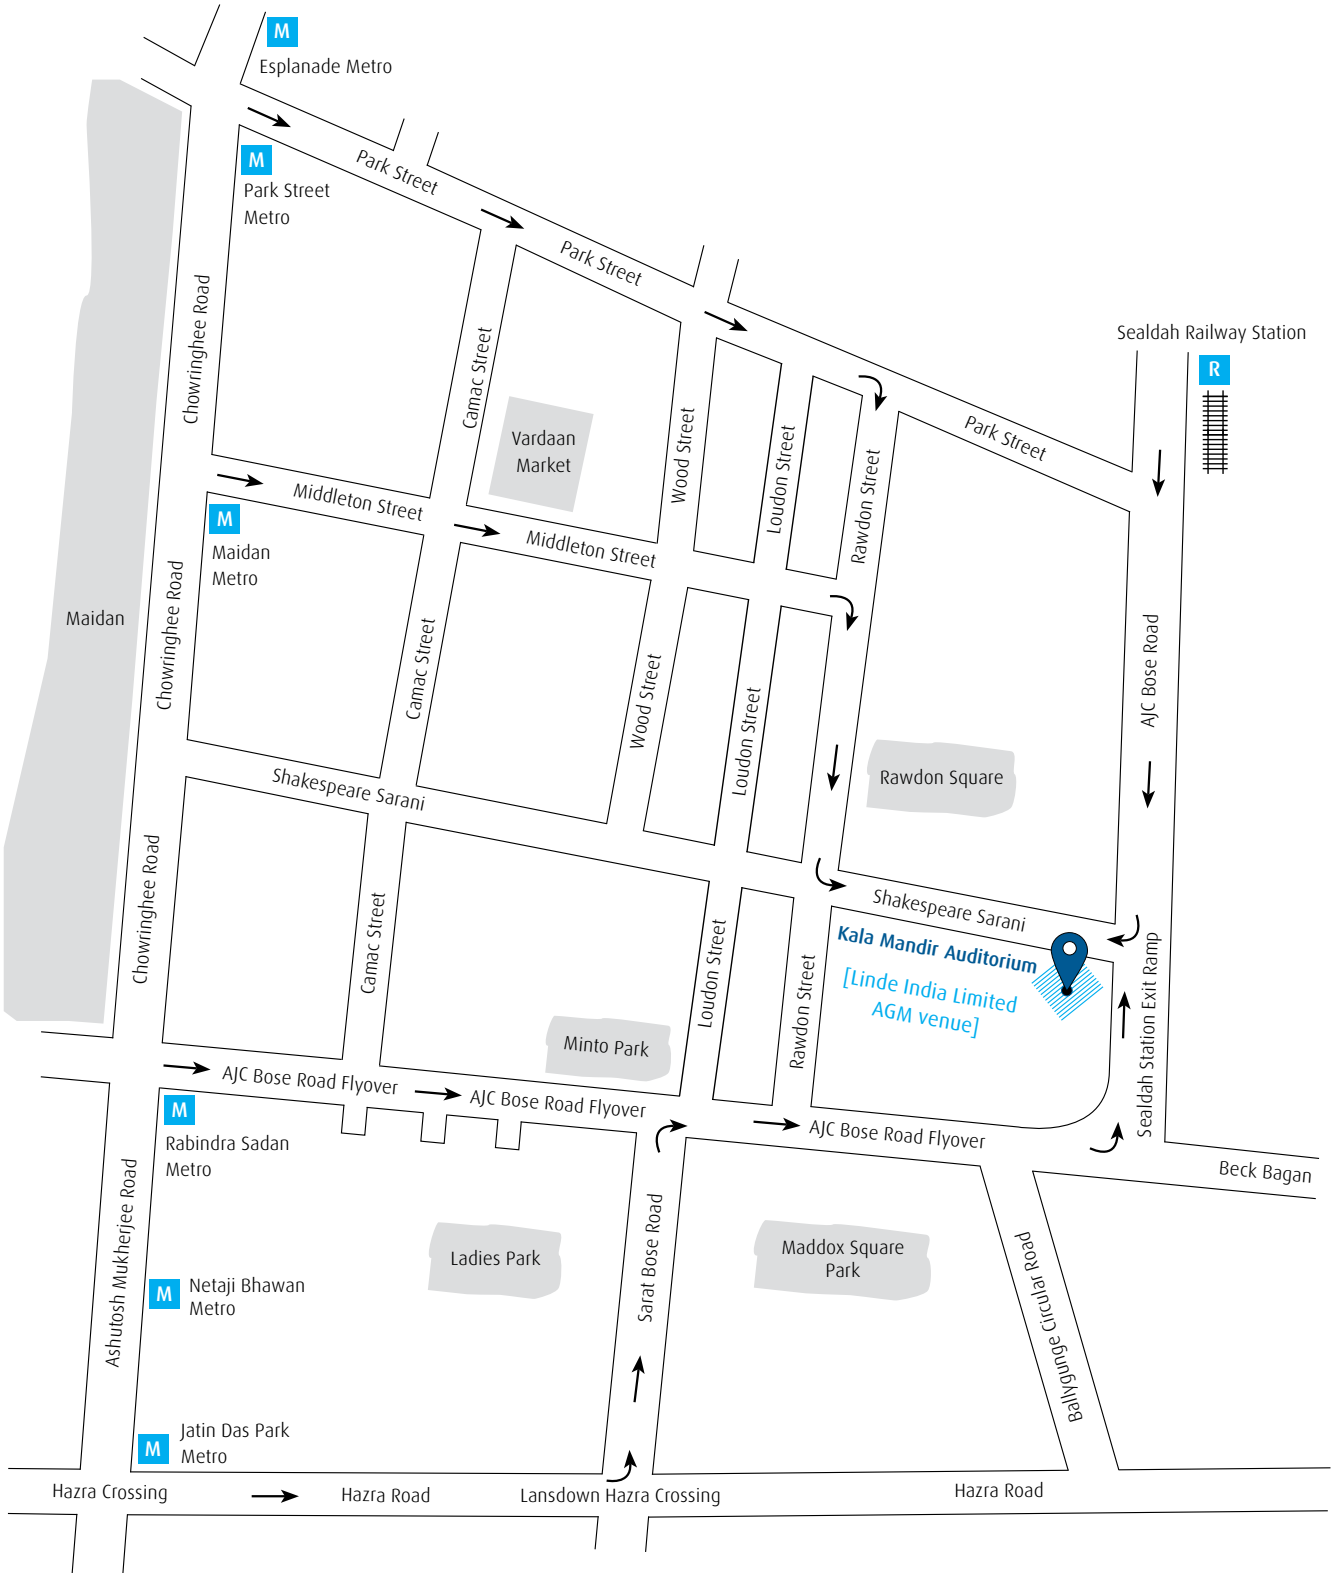 M
Esplanade Metro
M
Park Street
Metro
Park Street
Park Street
Park Street
Sealdah Railway Station
R
Chowringhee Road
Camac Street
Vardaan
Market
Wood Street
Loudon Street
Rawdon Street
Middleton Street
Middleton Street
M
Maidan
Metro
Maidan
Chowringhee Road
Camac Street
Wood Street
Loudon Street
AJC Bose Road
Rawdon Square
Shakespeare Sarani
Shakespeare Sarani
Chowringhee Road
Camac Street
Loudon Street
Rawdon Street
Kala Mandir Auditorium
[Linde India Limited
AGM venue]
Sealdah Station Exit Ramp
Minto Park
AJC Bose Road Flyover
AJC Bose Road Flyover
AJC Bose Road Flyover
M
Rabindra Sadan
Metro
Beck Bagan
Ashutosh Mukherjee Road
Ladies Park
Sarat Bose Road
Maddox Square
Park
Ballygunge Circular Road
M
Netaji Bhawan
Metro
M
Jatin Das Park
Metro
Hazra Crossing
Hazra Road
Lansdown Hazra Crossing
Hazra Road